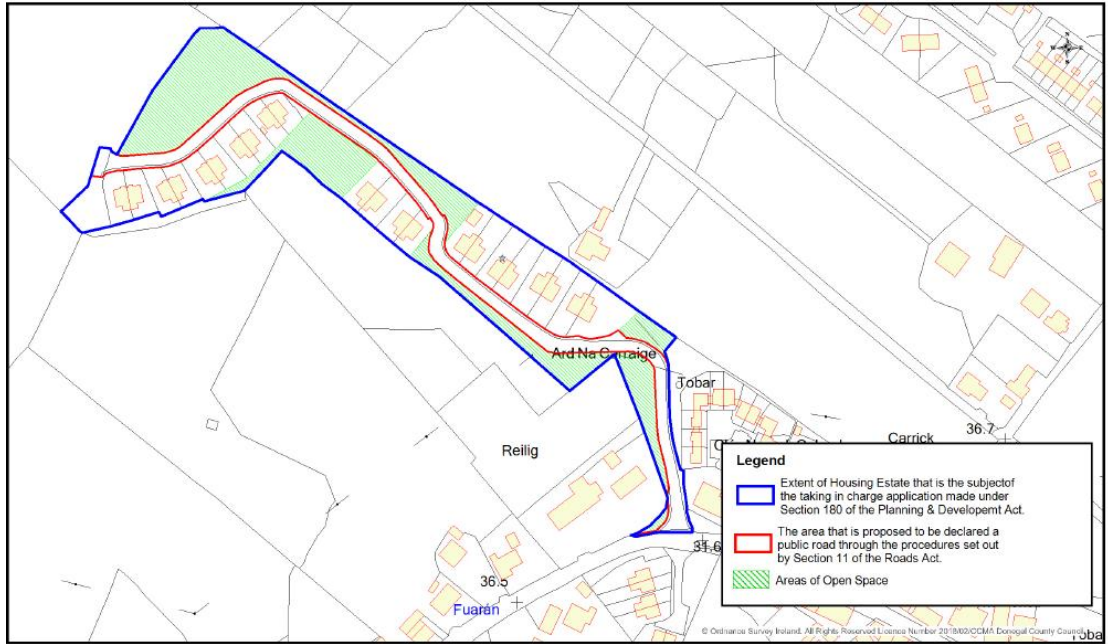 Ard Na Carraige
Tobar
Reilig
Carrick
36.7
31.6
36.5
Fuarán
Legend
Extent of Housing Estate that is the subjectof
the taking in charge application made under
Section 180 of the Planning & Developemt Act.
The area that is proposed to be declared a
public road through the procedures set out
by Section 11 of the Roads Act.
Areas of Open Space
© Ordnance Survey Ireland. All Rights Reserved Licence Number 2018/02/CCMA Donegal County Council